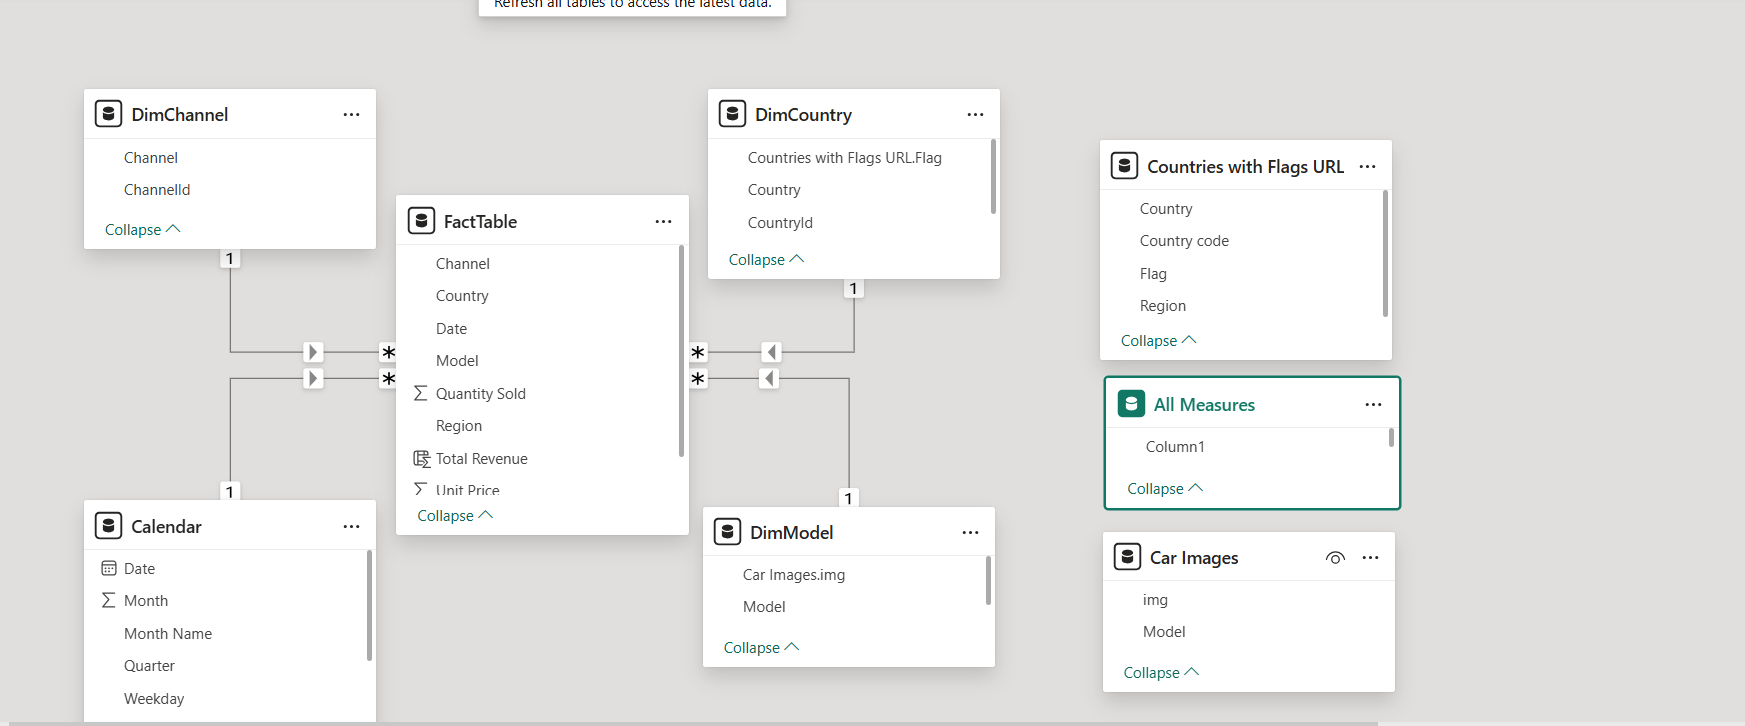 Refresh all tables to access the latest data.
DimChannel
Channel
ChannelId
Collapse
1
DimCountry
Countries with Flags URL.Flag
Country
CountryId
Collapse
1
Countries with Flags URL
Country
Country code
Flag
Region
Collapse
FactTable
Channel
Country
Date
Model
Quantity Sold
Region
Total Revenue
Unit Price
Collapse
*
*
*
*
All Measures
Column1
Collapse
1
Calendar
Date
Month
Month Name
Quarter
Weekday
1
DimModel
Car Images.img
Model
Collapse
Car Images
img
Model
Collapse